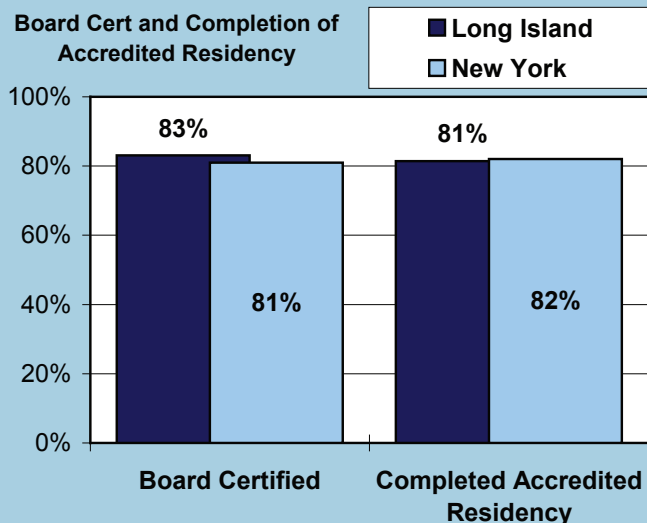 Board Cert and Completion of
Accredited Residency
Long Island
New York
100%
80%
60%
40%
20%
0%
83%
81%
81%
82%
Board Certified
Completed Accredited
Residency